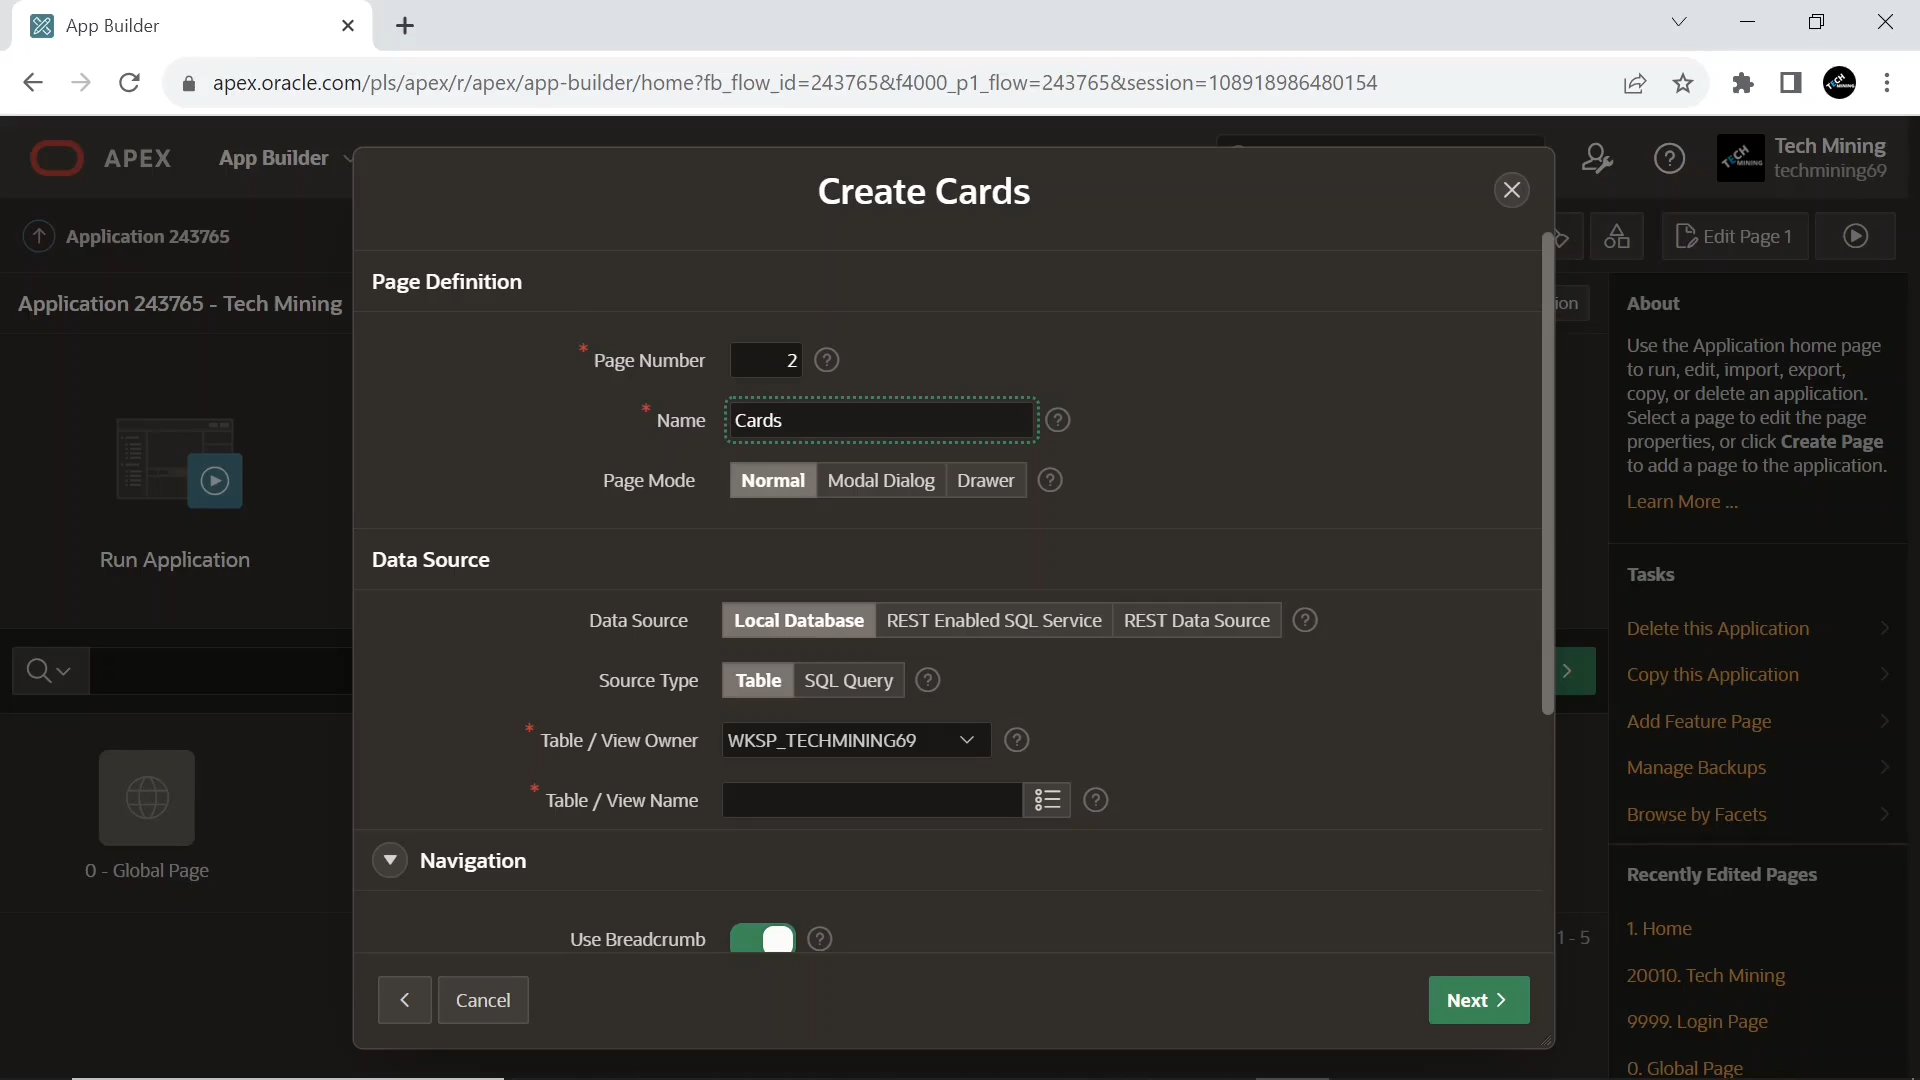 App Builder
apex.oracle.com/pls/apex/r/apex/app-builder/home?fb_flow_id=243765&f4000_p1_flow=243765&session=108918986480154
APEX
App Builder
Tech Mining
techmining69
Application 243765
Edit Page 1
Application 243765 - Tech Mining
Run Application
0 - Global Page
Create Cards
Page Definition
* Page Number 2
* Name Cards
Page Mode Normal Modal Dialog Drawer
Data Source
Data Source Local Database REST Enabled SQL Service REST Data Source
Source Type Table SQL Query
* Table / View Owner WKSP_TECHMINING69
* Table / View Name
Navigation
Use Breadcrumb
Cancel
Next
ion
1 - 5
About
Use the Application home page
to run, edit, import, export,
copy, or delete an application.
Select a page to edit the page
properties, or click Create Page
to add a page to the application.
Learn More ...
Tasks
Delete this Application
Copy this Application
Add Feature Page
Manage Backups
Browse by Facets
Recently Edited Pages
1. Home
20010. Tech Mining
9999. Login Page
0. Global Page